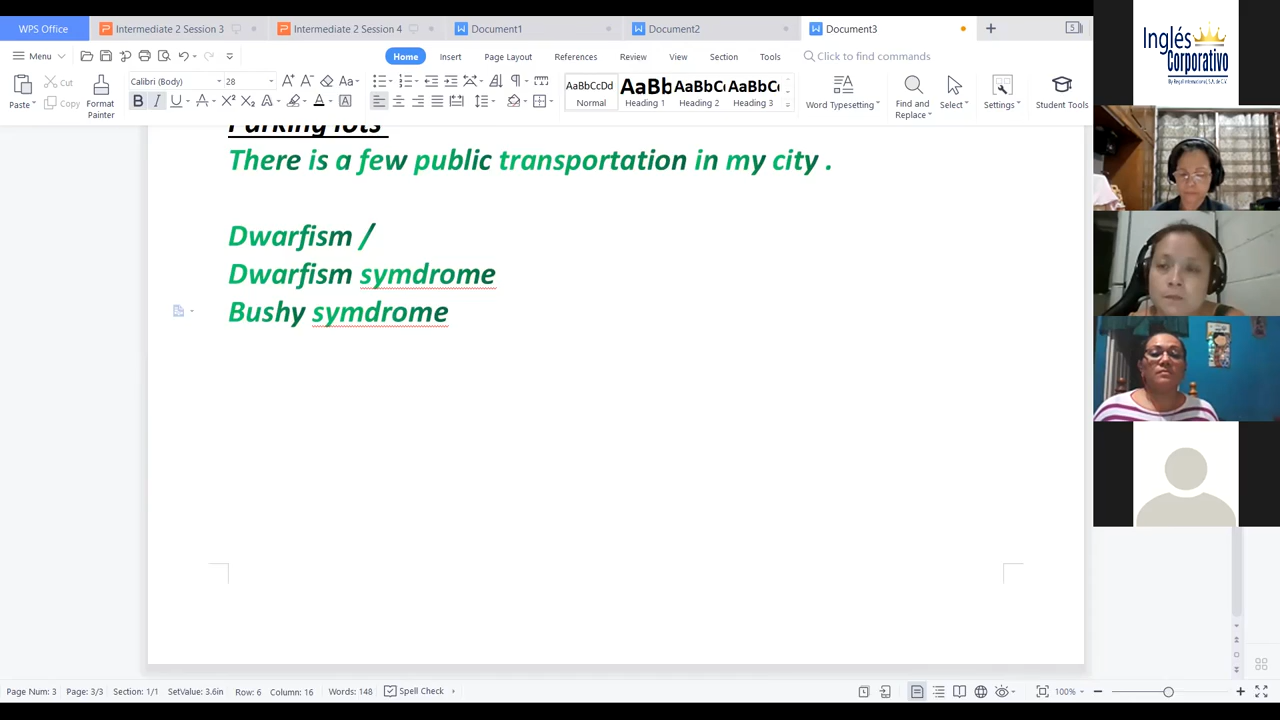 WPS Office
Intermediate 2 Session 3
Intermediate 2 Session 4
Document1
Document2
Document3
Menu
Home
Insert
Page Layout
References
Review
View
Section
Tools
Click to find commands
Paste
Cut
Copy
Format Painter
Calibri (Body)
28
AaBbCcDd
Normal
Heading 1
Heading 2
Heading 3
Word Typesetting
Find and Replace
Select
Settings
Student Tools
Parking lots
There is a few public transportation in my city .
Dwarfism /
Dwarfism symdrome
Bushy symdrome
Page Num: 3 Page: 3/3 Section: 1/1 SetValue: 3.6in Row: 6 Column: 16 Words: 148 Spell Check
100%
Inglés
Corporativo